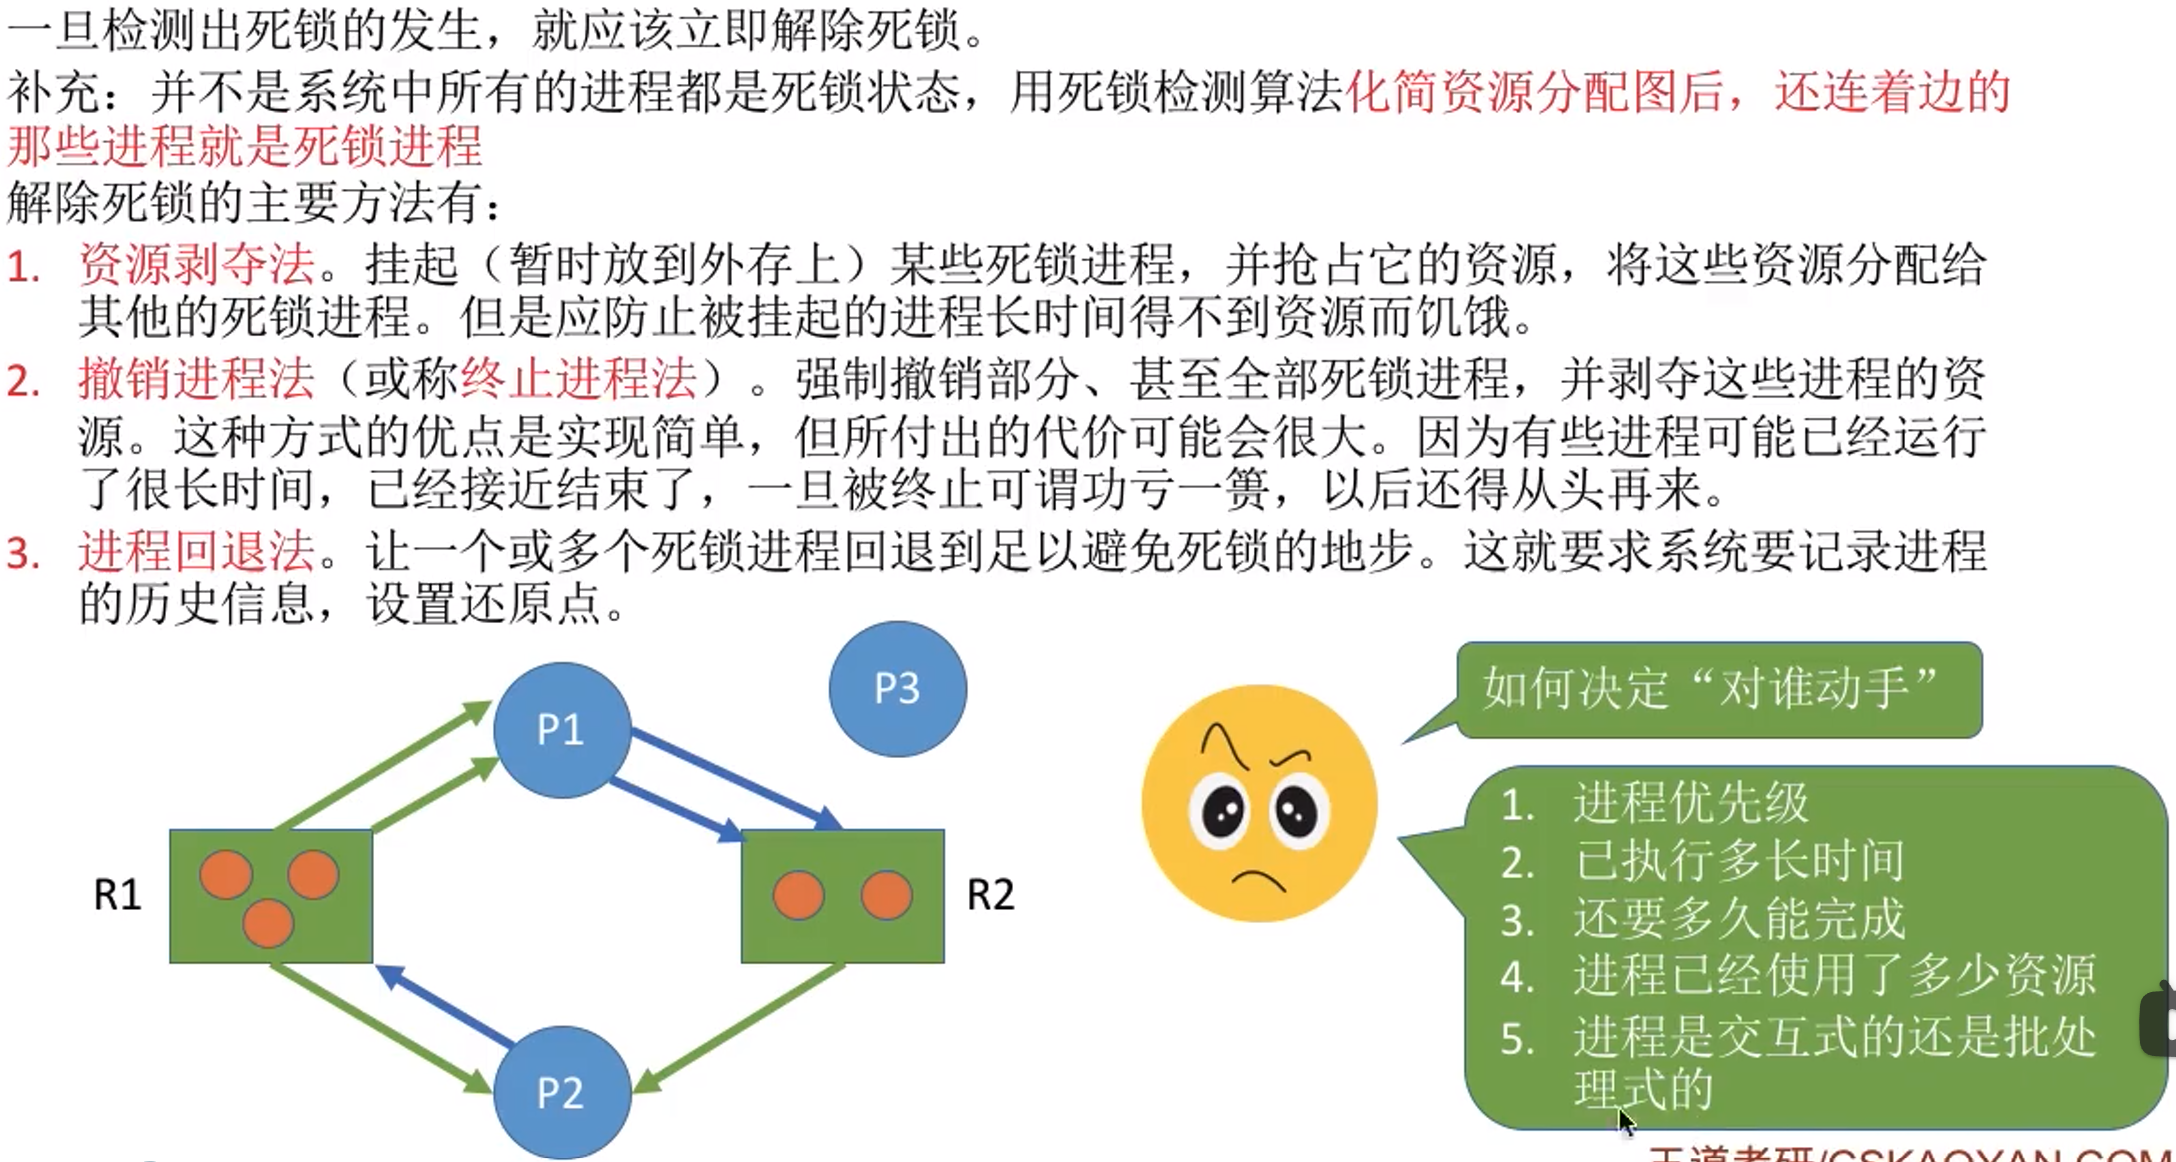 一旦检测出死锁的发生，就应该立即解除死锁。
补充：并不是系统中所有的进程都是死锁状态，用死锁检测算法化简资源分配图后，还连着边的
那些进程就是死锁进程
解除死锁的主要方法有：
1. 资源剥夺法。挂起（暂时放到外存上）某些死锁进程，并抢占它的资源，将这些资源分配给
其他的死锁进程。但是应防止被挂起的进程长时间得不到资源而饥饿。
2. 撤销进程法（或称终止进程法）。强制撤销部分、甚至全部死锁进程，并剥夺这些进程的资
源。这种方式的优点是实现简单，但所付出的代价可能会很大。因为有些进程可能已经运行
了很长时间，已经接近结束了，一旦被终止可谓功亏一篑，以后还得从头再来。
3. 进程回退法。让一个或多个死锁进程回退到足以避免死锁的地步。这就要求系统要记录进程
的历史信息，设置还原点。
P1
P3
R1
R2
P2
如何决定“对谁动手”
1. 进程优先级
2. 已执行多长时间
3. 还要多久能完成
4. 进程已经使用了多少资源
5. 进程是交互式的还是批处
理式的
王道考研/CSKAOYAN.COM